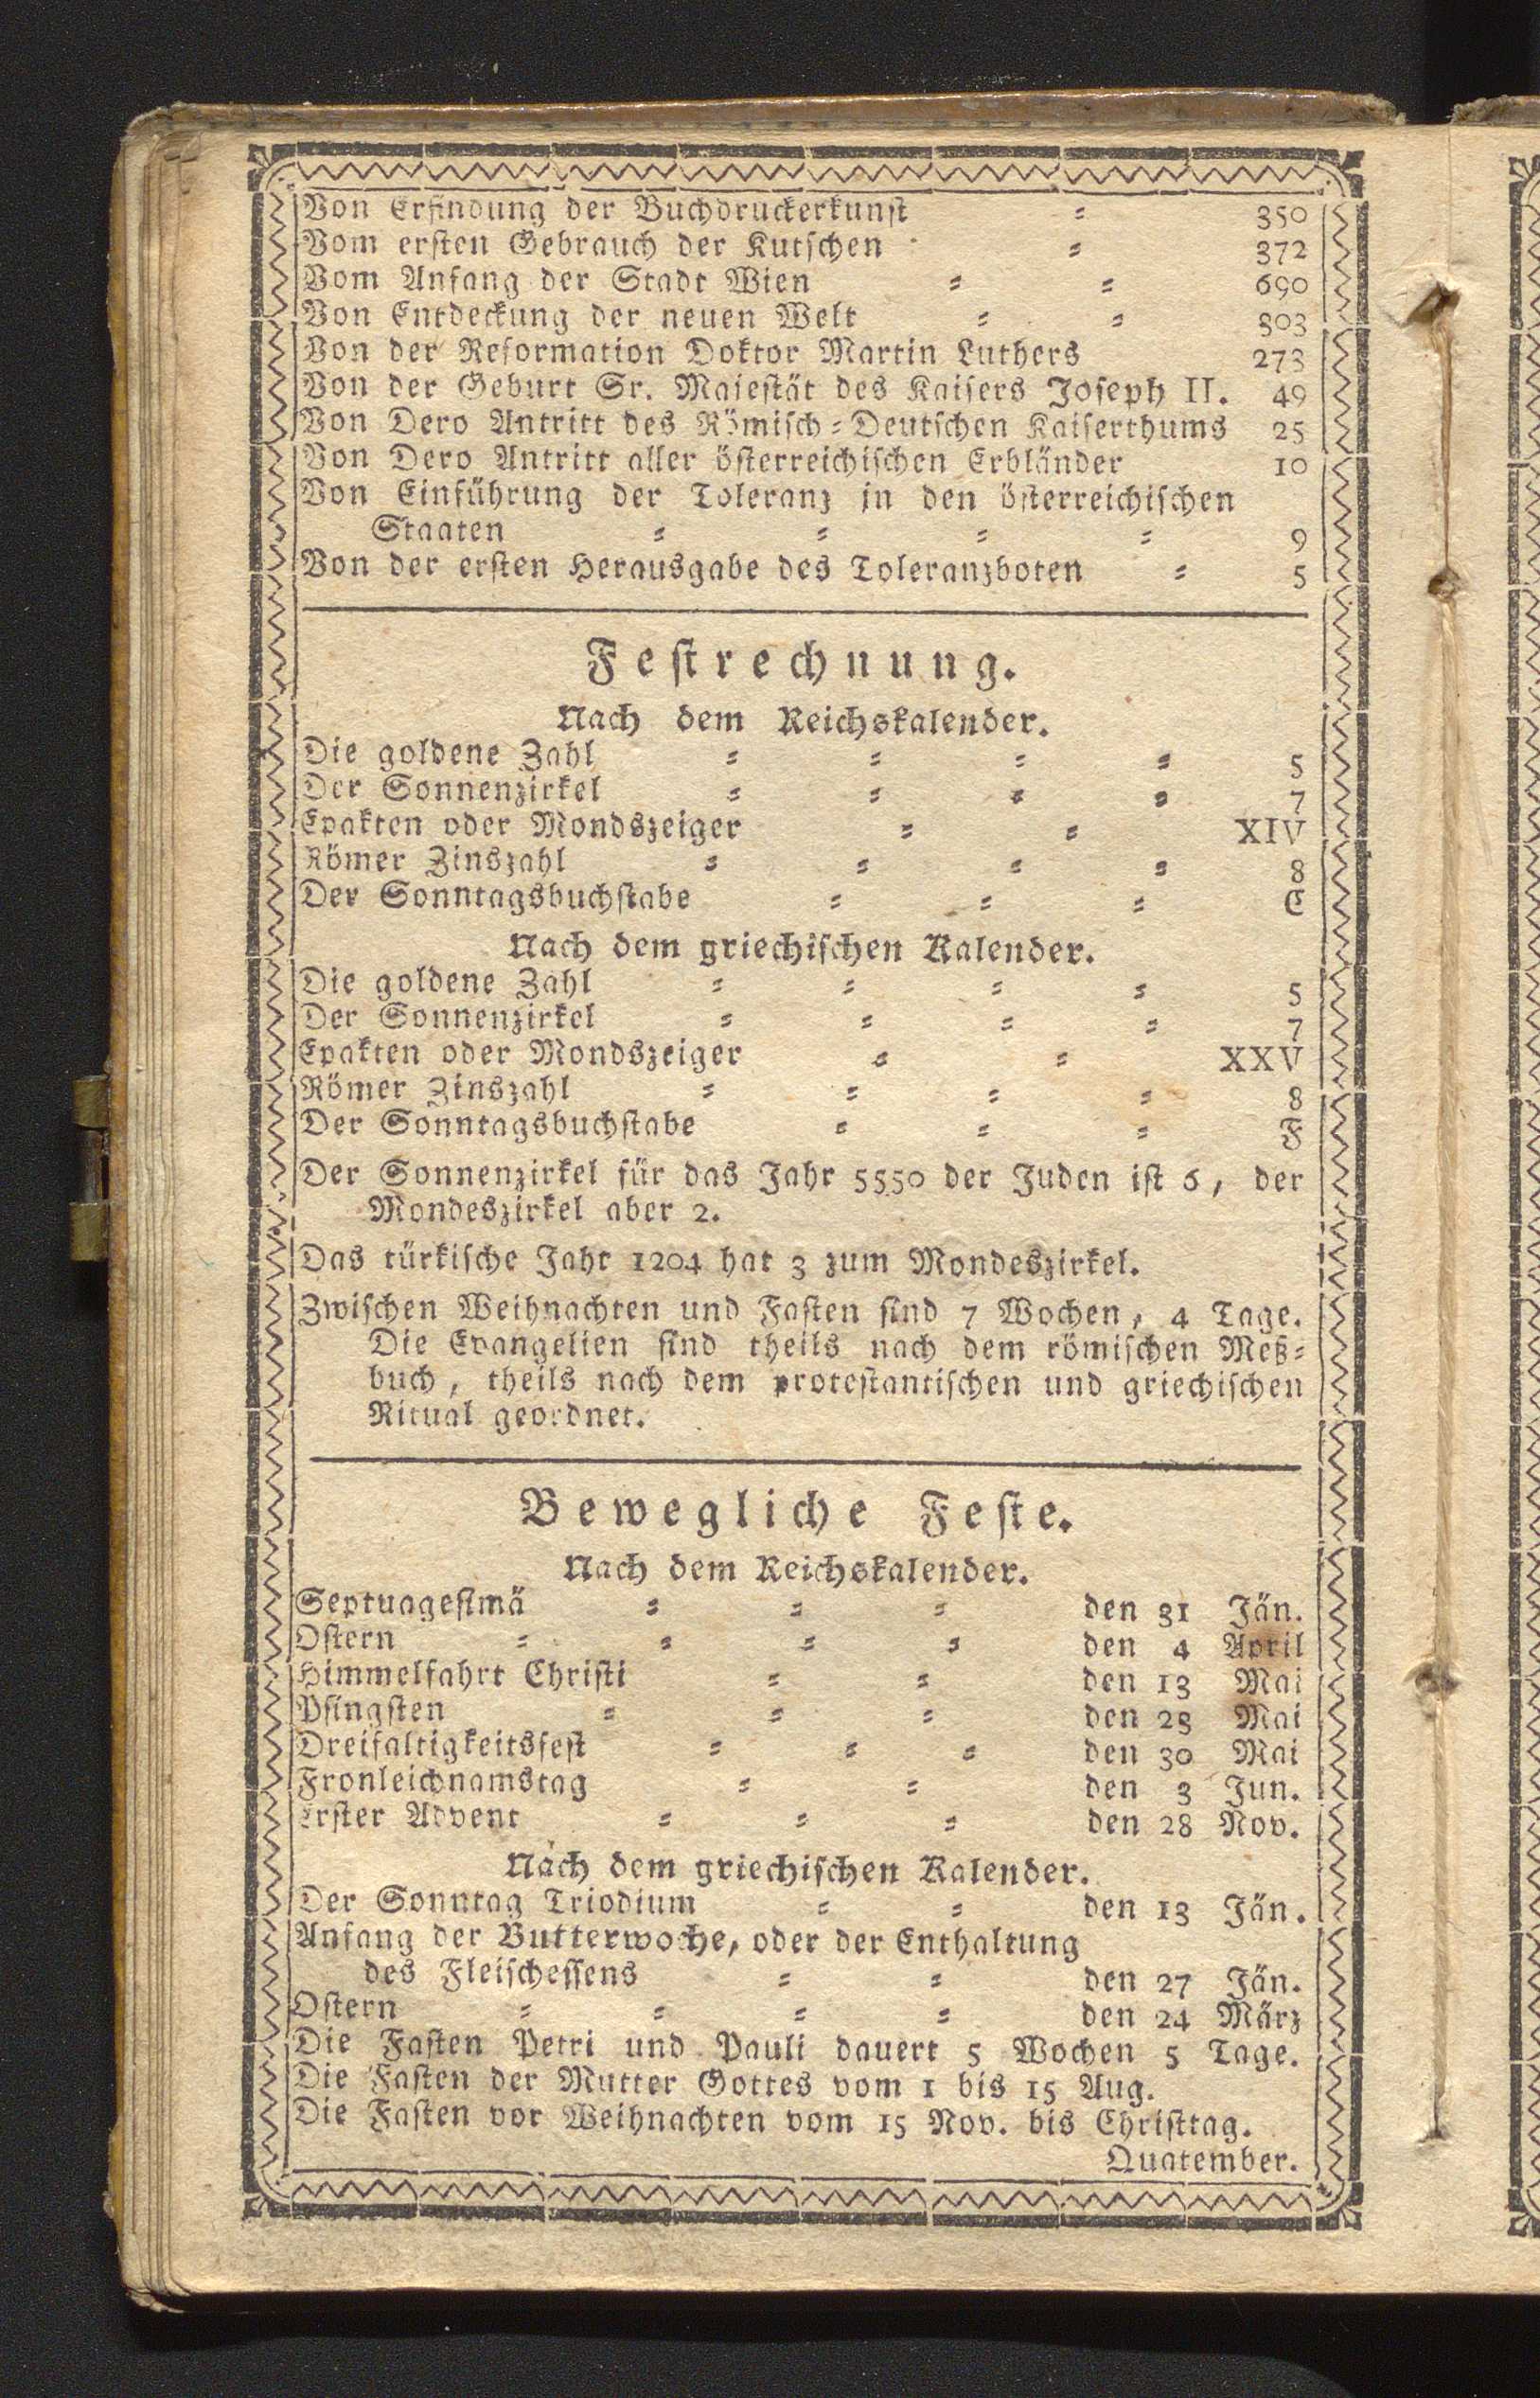 Von Erfindung der Buchdruckerkunst = 350
Vom ersten Gebrauch der Kutschen = 372
Vom Anfang der Stadt Wien = = 690
Von Entdeckung der neuen Welt = = 303
Von der Reformation Doktor Martin Luthers 273
Von der Geburt Sr. Majestät des Kaisers Joseph II. 49
Von Dero Antritt des Römisch=Deutschen Kaiserthums 25
Von Dero Antritt aller österreichischen Erbländer 10
Von Einführung der Toleranz in den österreichischen
Staaten = = = = 9
Von der ersten Herausgabe des Toleranzboten = 5
Festrechnung.
Nach dem Reichskalender.
Die goldene Zahl = = = = 5
Der Sonnenzirkel = = = = 7
Epakten oder Mondszeiger = = XIV
Römer Zinszahl = = = = 8
Der Sonntagsbuchstabe = = = C
Nach dem griechischen Kalender.
Die goldene Zahl = = = = 5
Der Sonnenzirkel = = = = 7
Epakten oder Mondszeiger = = XXV
Römer Zinszahl = = = = 8
Der Sonntagsbuchstabe = = = F
Der Sonnenzirkel für das Jahr 5550 der Juden ist 6, der
Mondeszirkel aber 2.
Das türkische Jahr 1204 hat 3 zum Mondeszirkel.
Zwischen Weihnachten und Fasten sind 7 Wochen, 4 Tage.
Die Evangelien sind theils nach dem römischen Meß=
buch, theils nach dem protestantischen und griechischen
Ritual geordnet.
Bewegliche Feste.
Nach dem Reichskalender.
Septuagesimä = = = den 31 Jän.
Ostern = = = = den 4 April
Himmelfahrt Christi = = den 13 Mai
Pfingsten = = = den 23 Mai
Dreifaltigkeitsfest = = = den 30 Mai
Fronleichnamstag = = den 3 Jun.
Erster Advent = = = den 28 Nov.
Nach dem griechischen Kalender.
Der Sonntag Triodium = = den 13 Jän.
Anfang der Butterwoche, oder der Enthaltung
des Fleischessens = = den 27 Jän.
Ostern = = = = den 24 März
Die Fasten Petri und Pauli dauert 5 Wochen 5 Tage.
Die Fasten der Mutter Gottes vom 1 bis 15 Aug.
Die Fasten vor Weihnachten vom 15 Nov. bis Christtag.
Quatember.